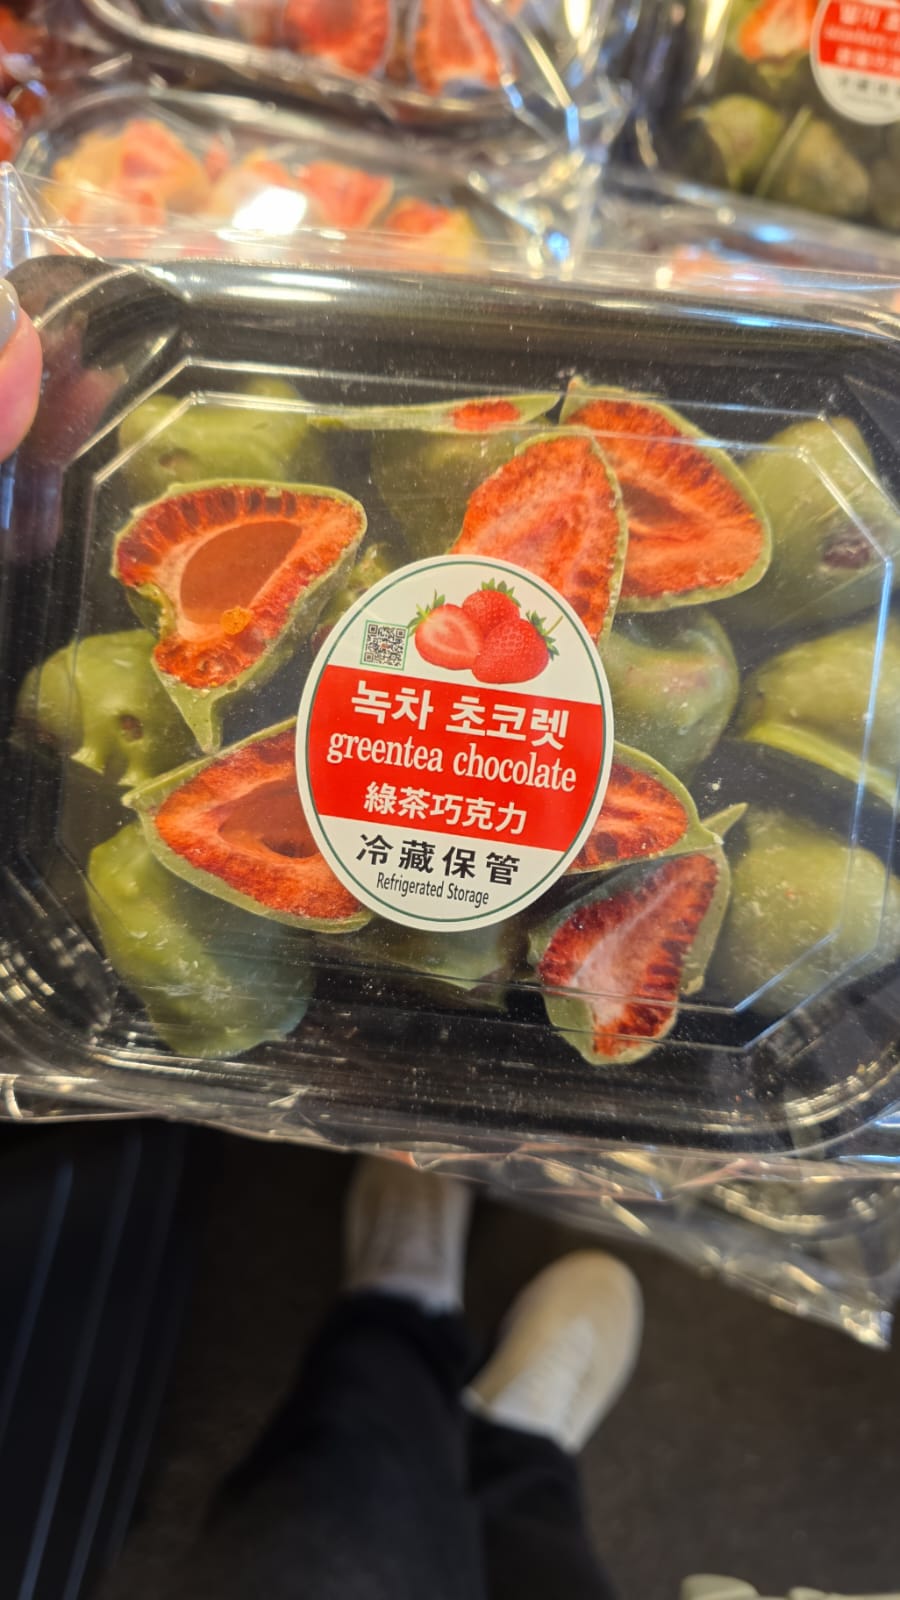 녹차 초코렛
greentea chocolate
綠茶巧克力
冷藏保管
Refrigerated Storage